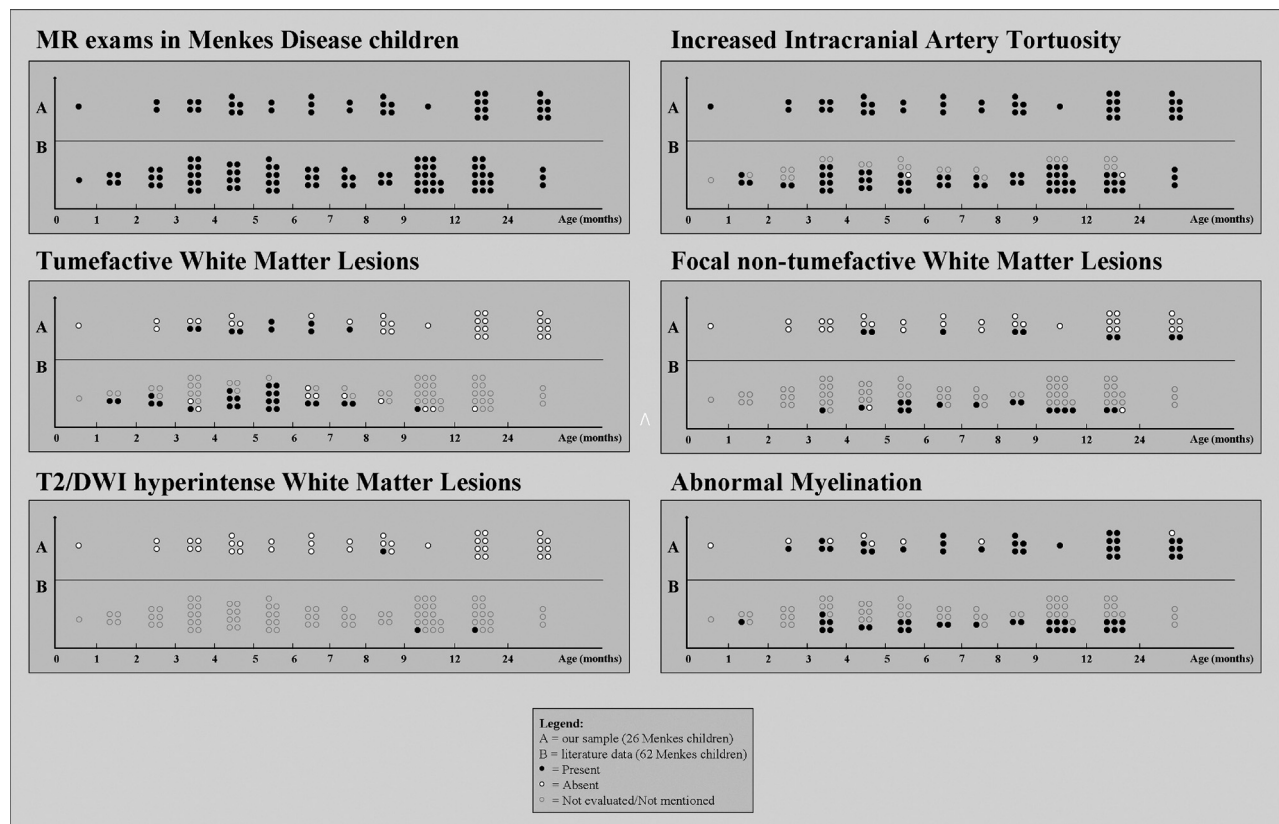 MR exams in Menkes Disease children
A
B
0 1 2 3 4 5 6 7 8 9 12 24 Age (months)
Increased Intracranial Artery Tortuosity
A
B
0 1 2 3 4 5 6 7 8 9 12 24 Age (months)
Tumefactive White Matter Lesions
A
B
0 1 2 3 4 5 6 7 8 9 12 24 Age (months)
Focal non-tumefactive White Matter Lesions
A
B
0 1 2 3 4 5 6 7 8 9 12 24 Age (months)
T2/DWI hyperintense White Matter Lesions
A
B
0 1 2 3 4 5 6 7 8 9 12 24 Age (months)
Abnormal Myelination
A
B
0 1 2 3 4 5 6 7 8 9 12 24 Age (months)
Legend:
A = our sample (26 Menkes children)
B = literature data (62 Menkes children)
= Present
= Absent
= Not evaluated/Not mentioned